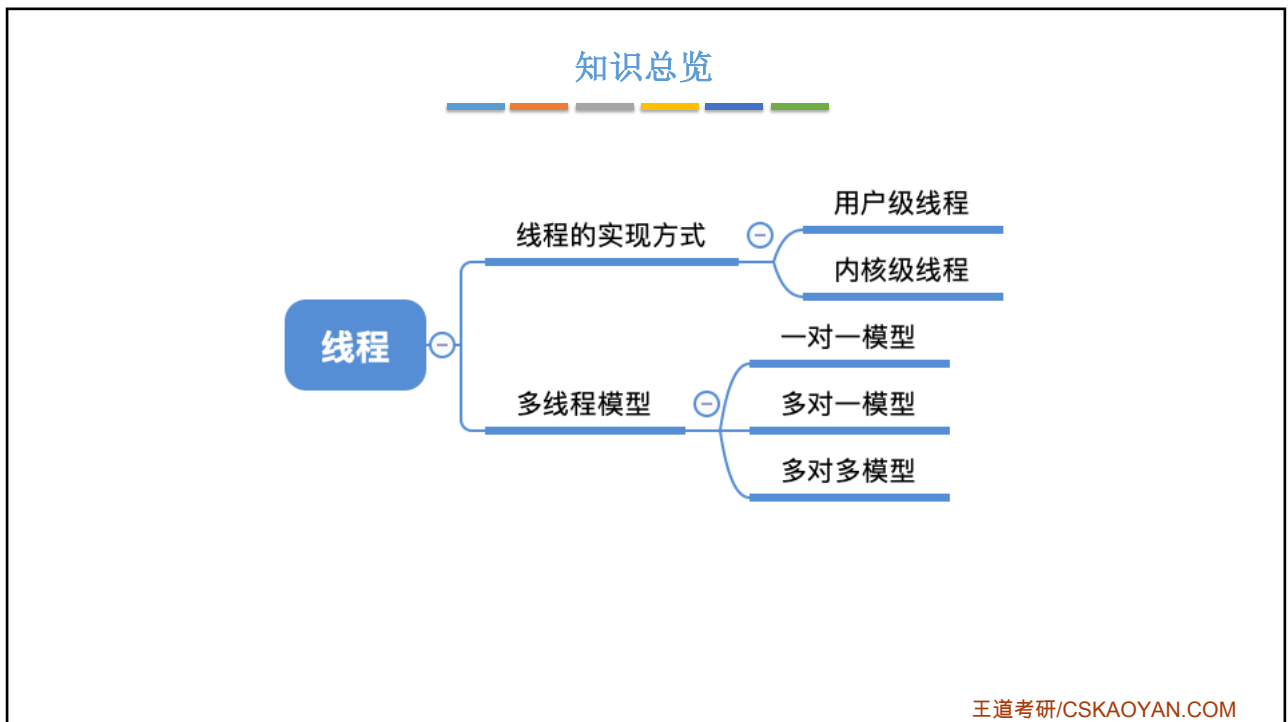 知识总览
线程
线程的实现方式
用户级线程
内核级线程
多线程模型
一对一模型
多对一模型
多对多模型
王道考研/CSKAOYAN.COM